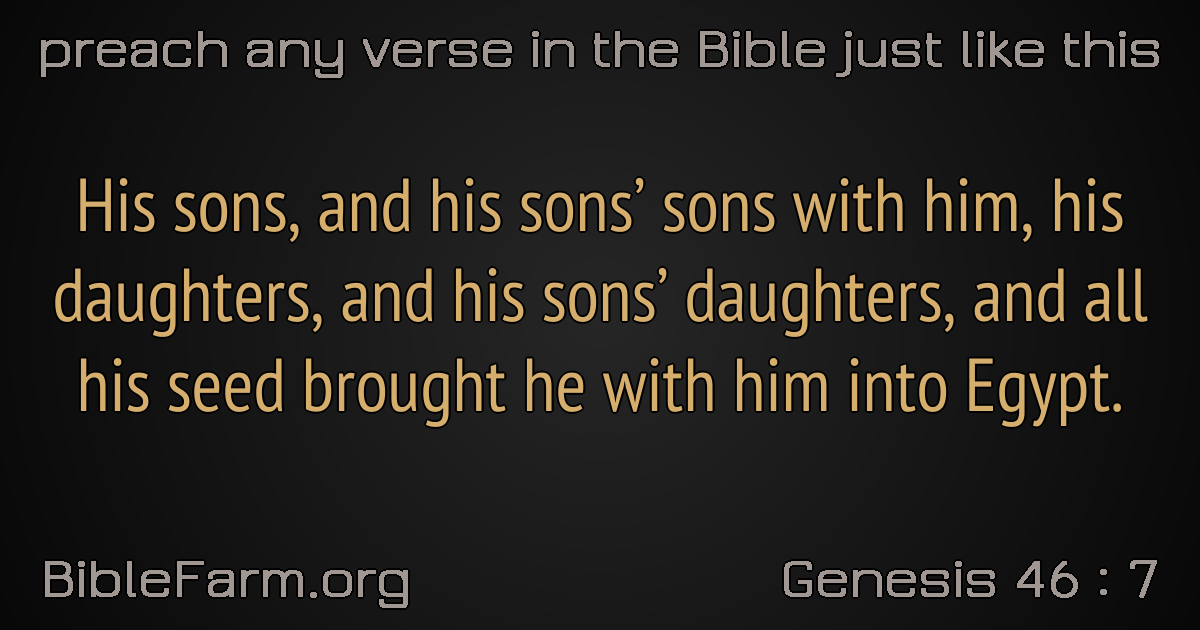 preach any verse in the Bible just like this
His sons, and his sons’ sons with him, his
daughters, and his sons’ daughters, and all
his seed brought he with him into Egypt.
BibleFarm.org
Genesis 46 : 7